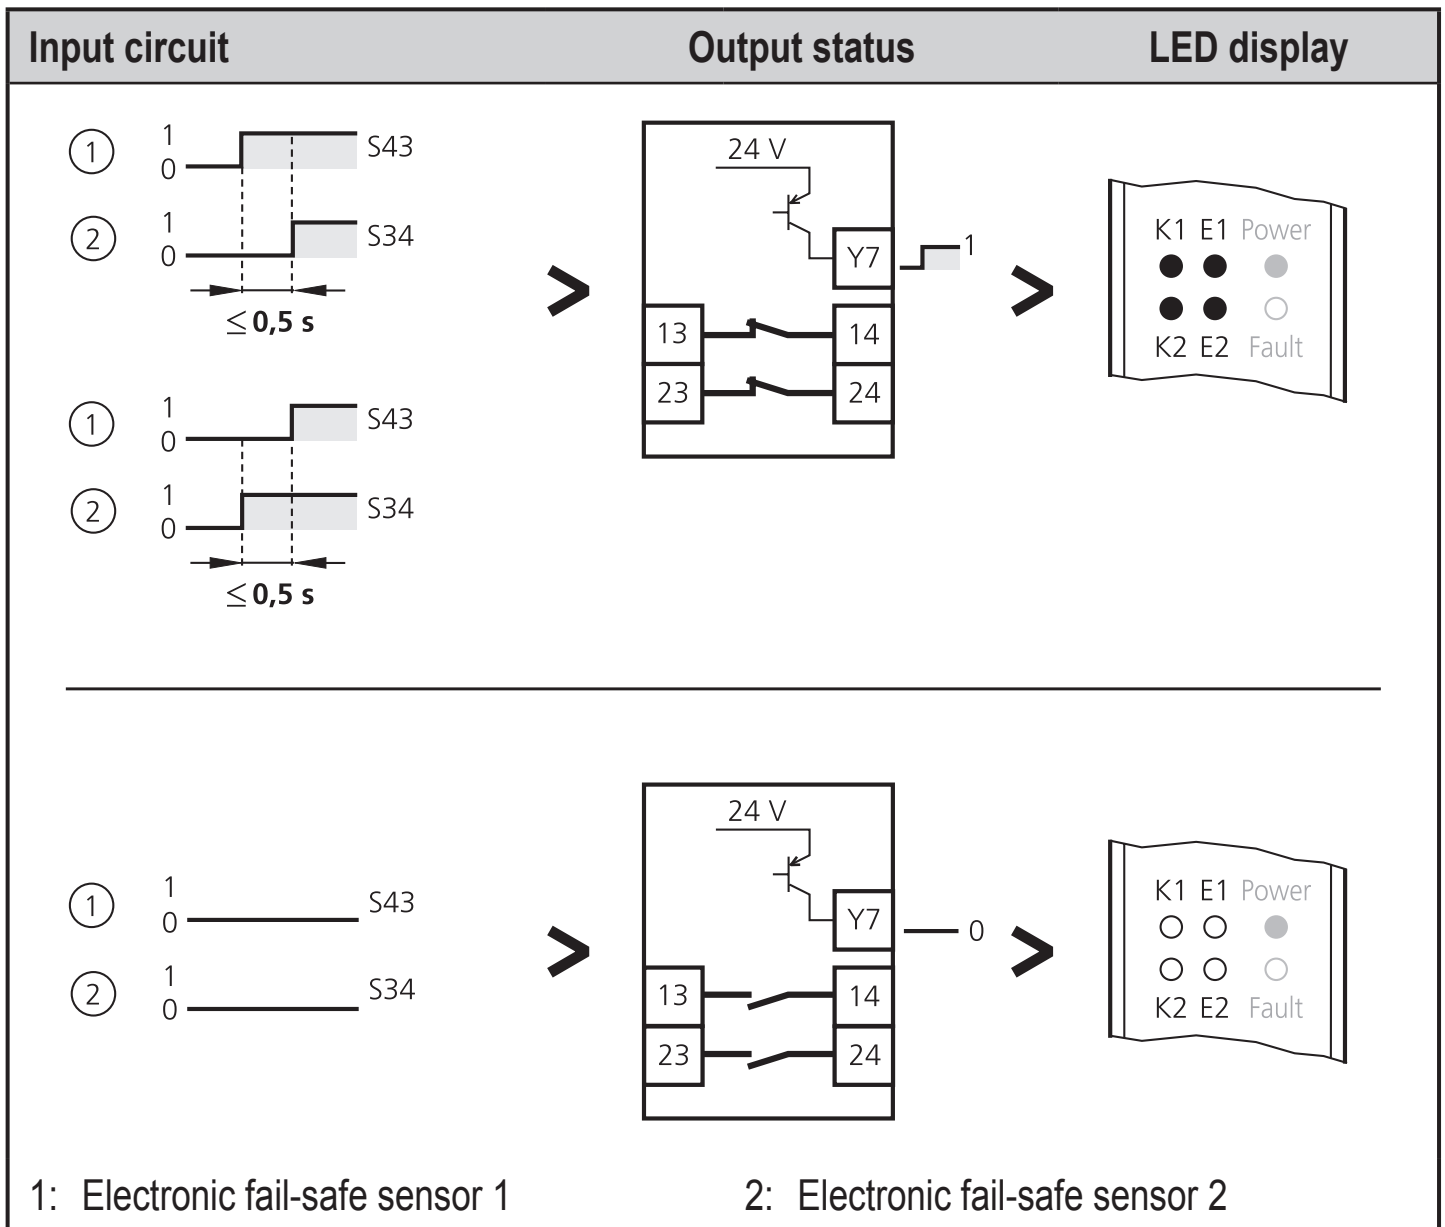 Input circuit Output status LED display
1 1 0 S43
2 1 0 S34
≤ 0,5 s
1 1 0 S43
2 1 0 S34
≤ 0,5 s
24 V
Y7 1
13 14
23 24
>
>
K1 E1 Power
K2 E2 Fault
1 1 0 S43
2 1 0 S34
24 V
Y7 0
13 14
23 24
>
>
K1 E1 Power
K2 E2 Fault
1: Electronic fail-safe sensor 1 2: Electronic fail-safe sensor 2